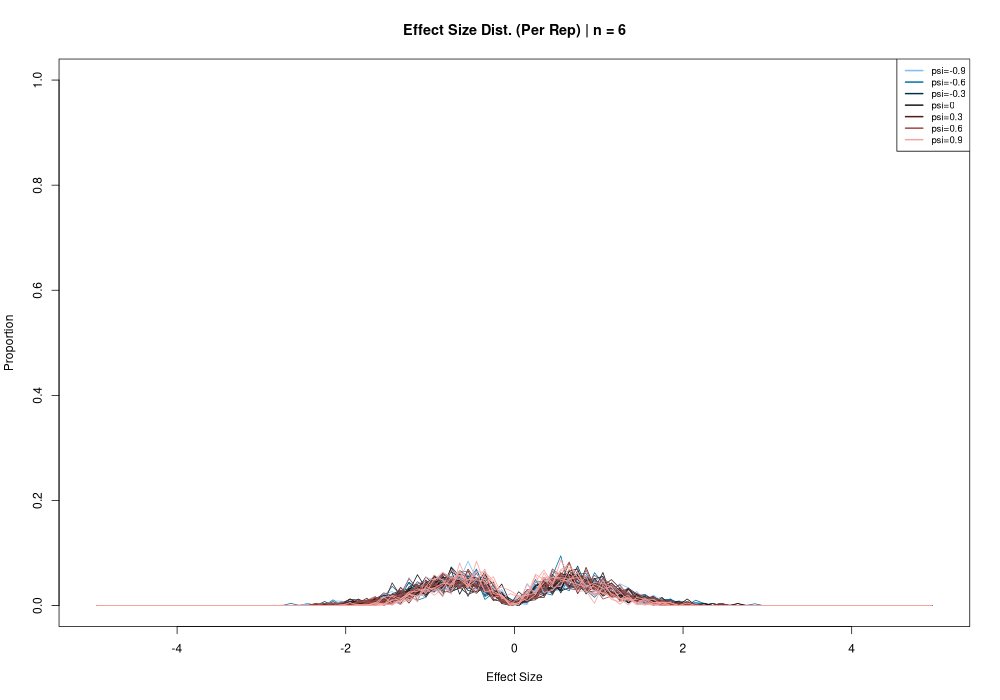 Effect Size Dist. (Per Rep) | n = 6
psi=-0.9
psi=-0.6
psi=-0.3
psi=0
psi=0.3
psi=0.6
psi=0.9
Proportion
1.0
0.8
0.6
0.4
0.2
0.0
-4 -2 0 2 4
Effect Size